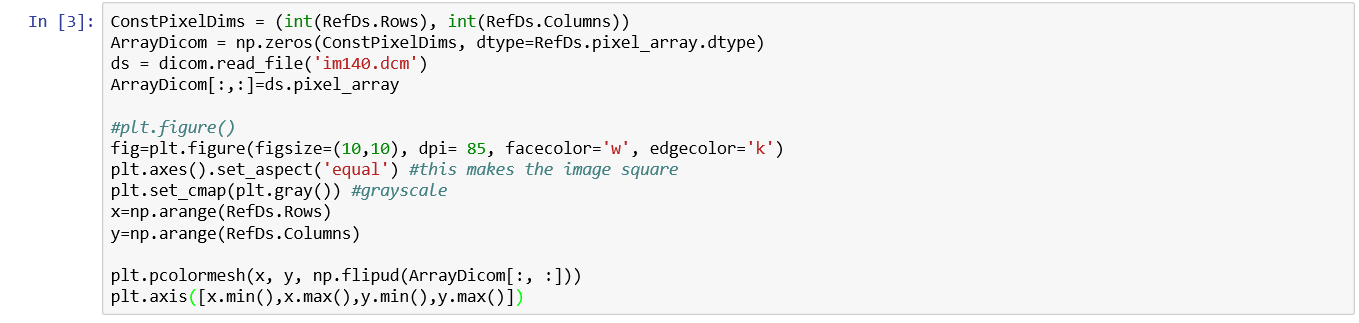 In [3]: ConstPixelDims = (int(RefDs.Rows), int(RefDs.Columns))
ArrayDicom = np.zeros(ConstPixelDims, dtype=RefDs.pixel_array.dtype)
ds = dicom.read_file('im140.dcm')
ArrayDicom[:,:]=ds.pixel_array
#plt.figure()
fig=plt.figure(figsize=(10,10), dpi= 85, facecolor='w', edgecolor='k')
plt.axes().set_aspect('equal') #this makes the image square
plt.set_cmap(plt.gray()) #grayscale
x=np.arange(RefDs.Rows)
y=np.arange(RefDs.Columns)
plt.pcolormesh(x, y, np.flipud(ArrayDicom[:, :]))
plt.axis([x.min(),x.max(),y.min(),y.max()])